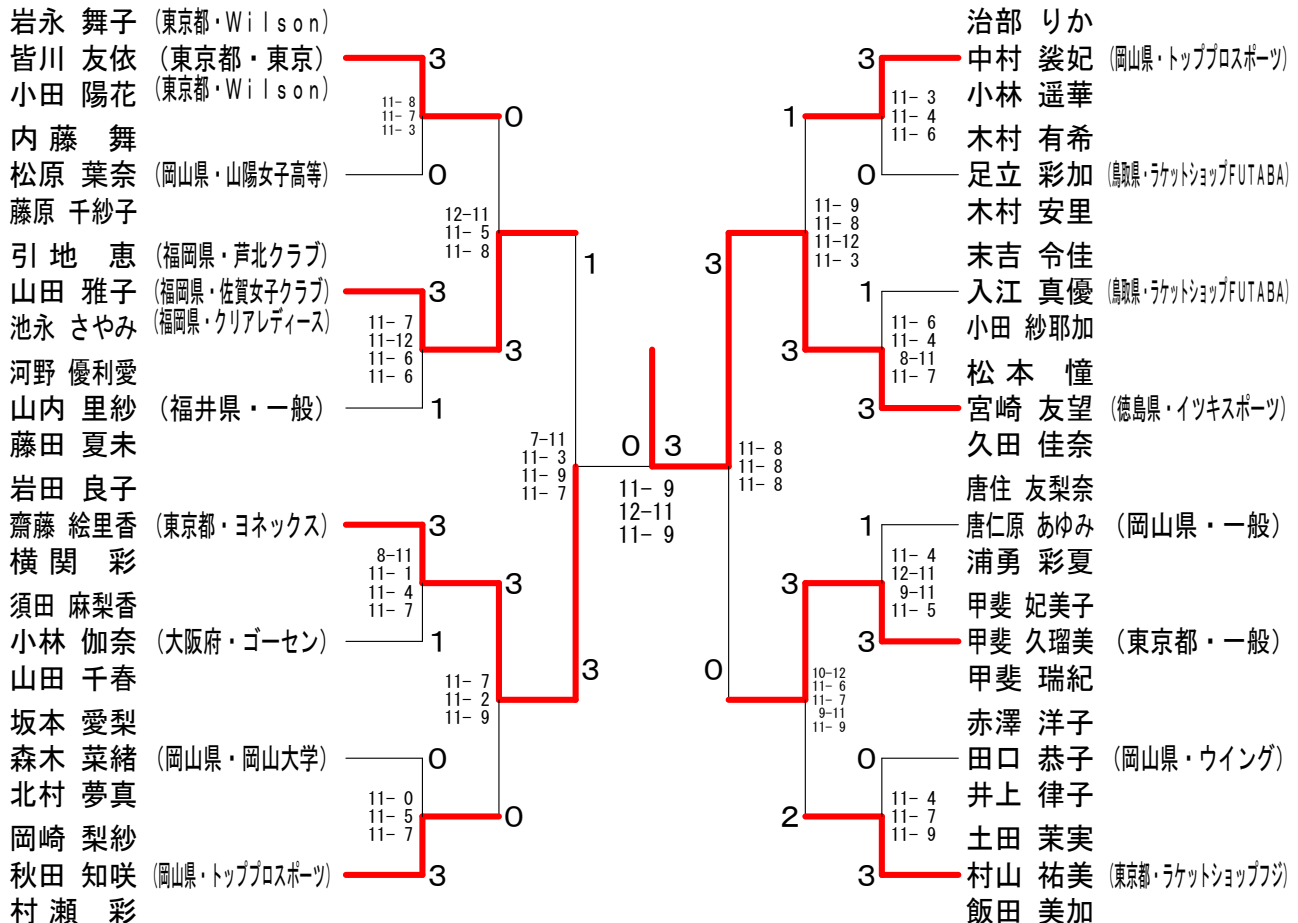 岩永 舞子 (東京都・Wilson)
皆川 友依 (東京都・東京)
小田 陽花 (東京都・Wilson)
3
11- 8
11- 7
11- 3
0
内藤 舞
松原 葉奈 (岡山県・山陽女子高等)
藤原 千紗子
0
12-11
11- 5
11- 8
1
引地 恵 (福岡県・芦北クラブ)
山田 雅子 (福岡県・佐賀女子クラブ)
池永 さやみ (福岡県・クリアレディース)
3
11- 7
11-12
11- 6
11- 6
3
河野 優利愛
山内 里紗 (福井県・一般)
藤田 夏未
1
7-11
11- 3
11- 9
11- 7
0 3
11- 9
12-11
11- 9
岩田 良子
齋藤 絵里香 (東京都・ヨネックス)
横関 彩
3
8-11
11- 1
11- 4
11- 7
3
須田 麻梨香
小林 伽奈 (大阪府・ゴーセン)
山田 千春
1
11- 7
11- 2
11- 9
3
坂本 愛梨
森木 菜緒 (岡山県・岡山大学)
北村 夢真
0
11- 0
11- 5
11- 7
0
岡崎 梨紗
秋田 知咲 (岡山県・トッププロスポーツ)
村瀬 彩
3
治部 りか
中村 裟妃 (岡山県・トッププロスポーツ)
小林 遥華
3
11- 3
11- 4
11- 6
1
木村 有希
足立 彩加 (鳥取県・ラケットショップFUTABA)
木村 安里
0
11- 9
11- 8
11-12
11- 3
3
末吉 令佳
入江 真優 (鳥取県・ラケットショップFUTABA)
小田 紗耶加
1
11- 6
11- 4
8-11
11- 7
3
松本 憧
宮崎 友望 (徳島県・イツキスポーツ)
久田 佳奈
3
11- 8
11- 8
11- 8
唐住 友梨奈
唐仁原 あゆみ (岡山県・一般)
浦勇 彩夏
1
11- 4
12-11
9-11
11- 5
3
甲斐 妃美子
甲斐 久瑠美 (東京都・一般)
甲斐 瑞紀
3
10-12
11- 6
11- 7
9-11
11- 9
0
赤澤 洋子
田口 恭子 (岡山県・ウイング)
井上 律子
0
11- 4
11- 7
11- 9
2
土田 茉実
村山 祐美 (東京都・ラケットショップフジ)
飯田 美加
3